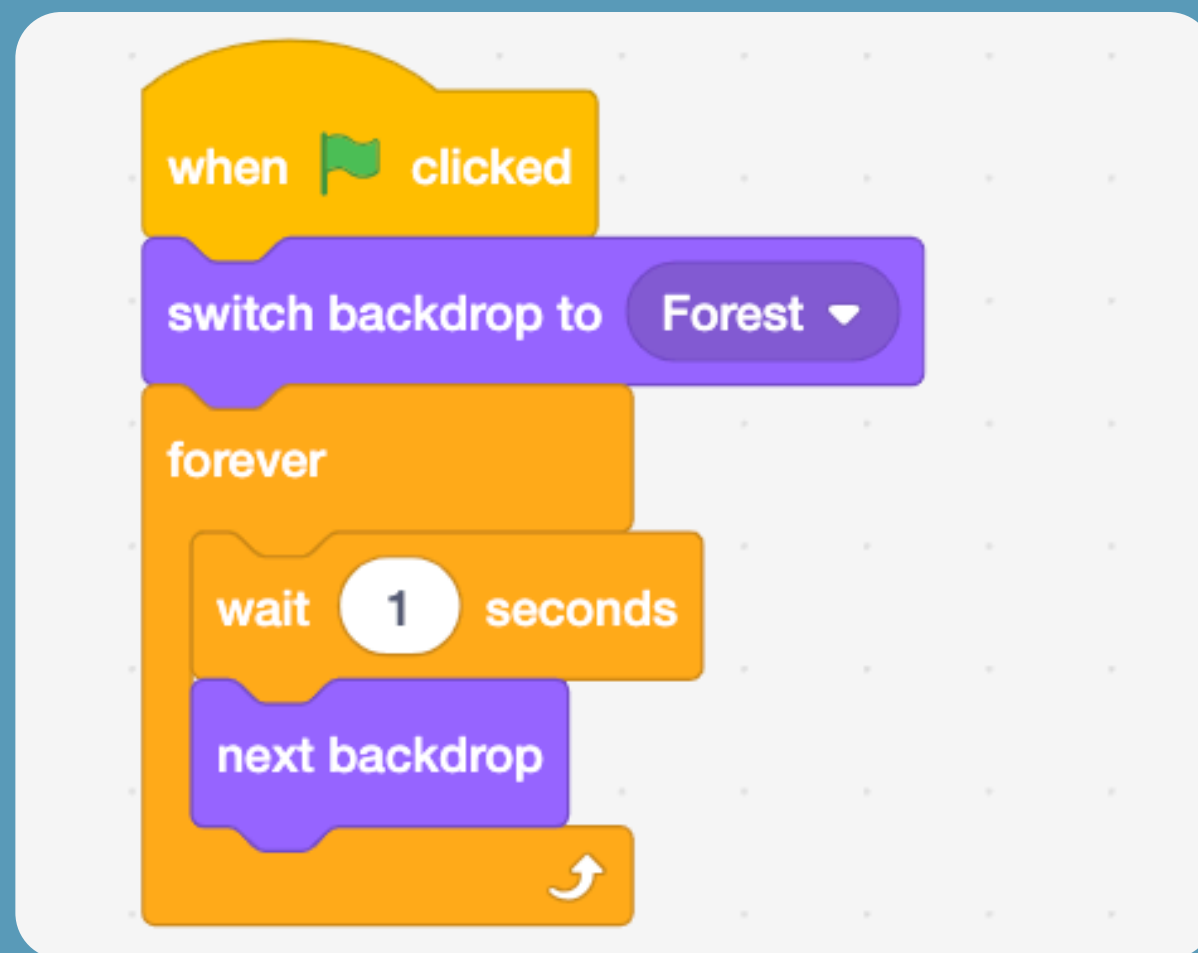 when clicked
switch backdrop to Forest
forever
wait 1 seconds
next backdrop